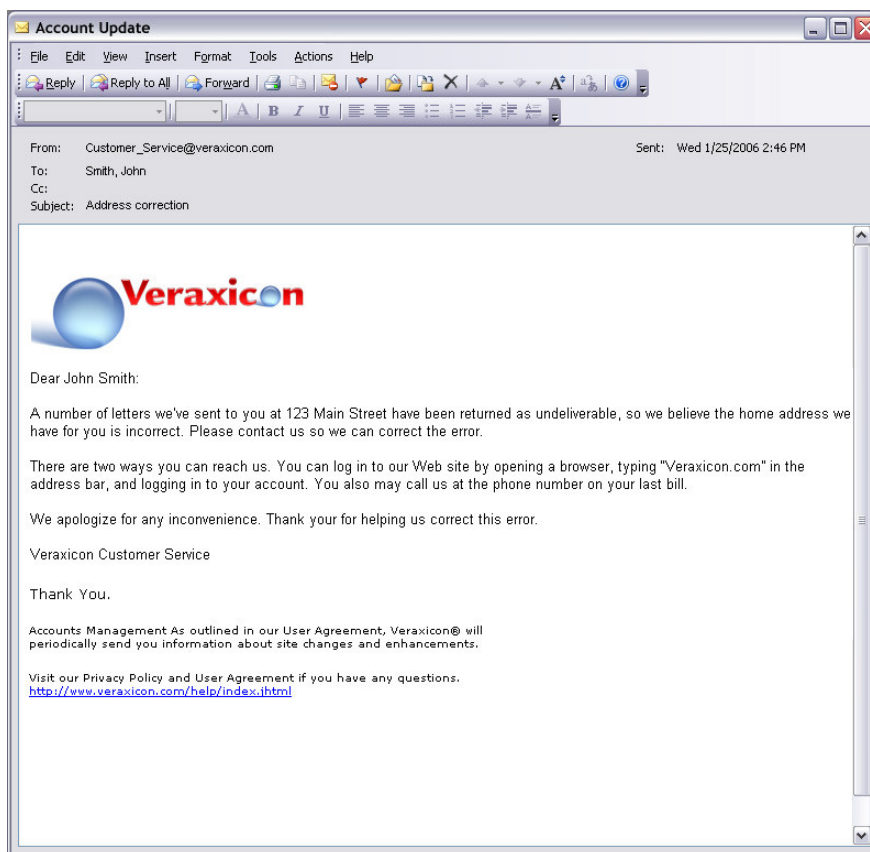 Account Update
File Edit View Insert Format Tools Actions Help
Reply Reply to All Forward
A B I U
From: Customer_Service@veraxicon.com Sent: Wed 1/25/2006 2:46 PM
To: Smith, John
Cc:
Subject: Address correction
Veraxicon
Dear John Smith:
A number of letters we've sent to you at 123 Main Street have been returned as undeliverable, so we believe the home address we
have for you is incorrect. Please contact us so we can correct the error.
There are two ways you can reach us. You can log in to our Web site by opening a browser, typing "Veraxicon.com" in the
address bar, and logging in to your account. You also may call us at the phone number on your last bill.
We apologize for any inconvenience. Thank your for helping us correct this error.
Veraxicon Customer Service
Thank You.
Accounts Management As outlined in our User Agreement, Veraxicon® will
periodically send you information about site changes and enhancements.
Visit our Privacy Policy and User Agreement if you have any questions.
http://www.veraxicon.com/help/index.jhtml